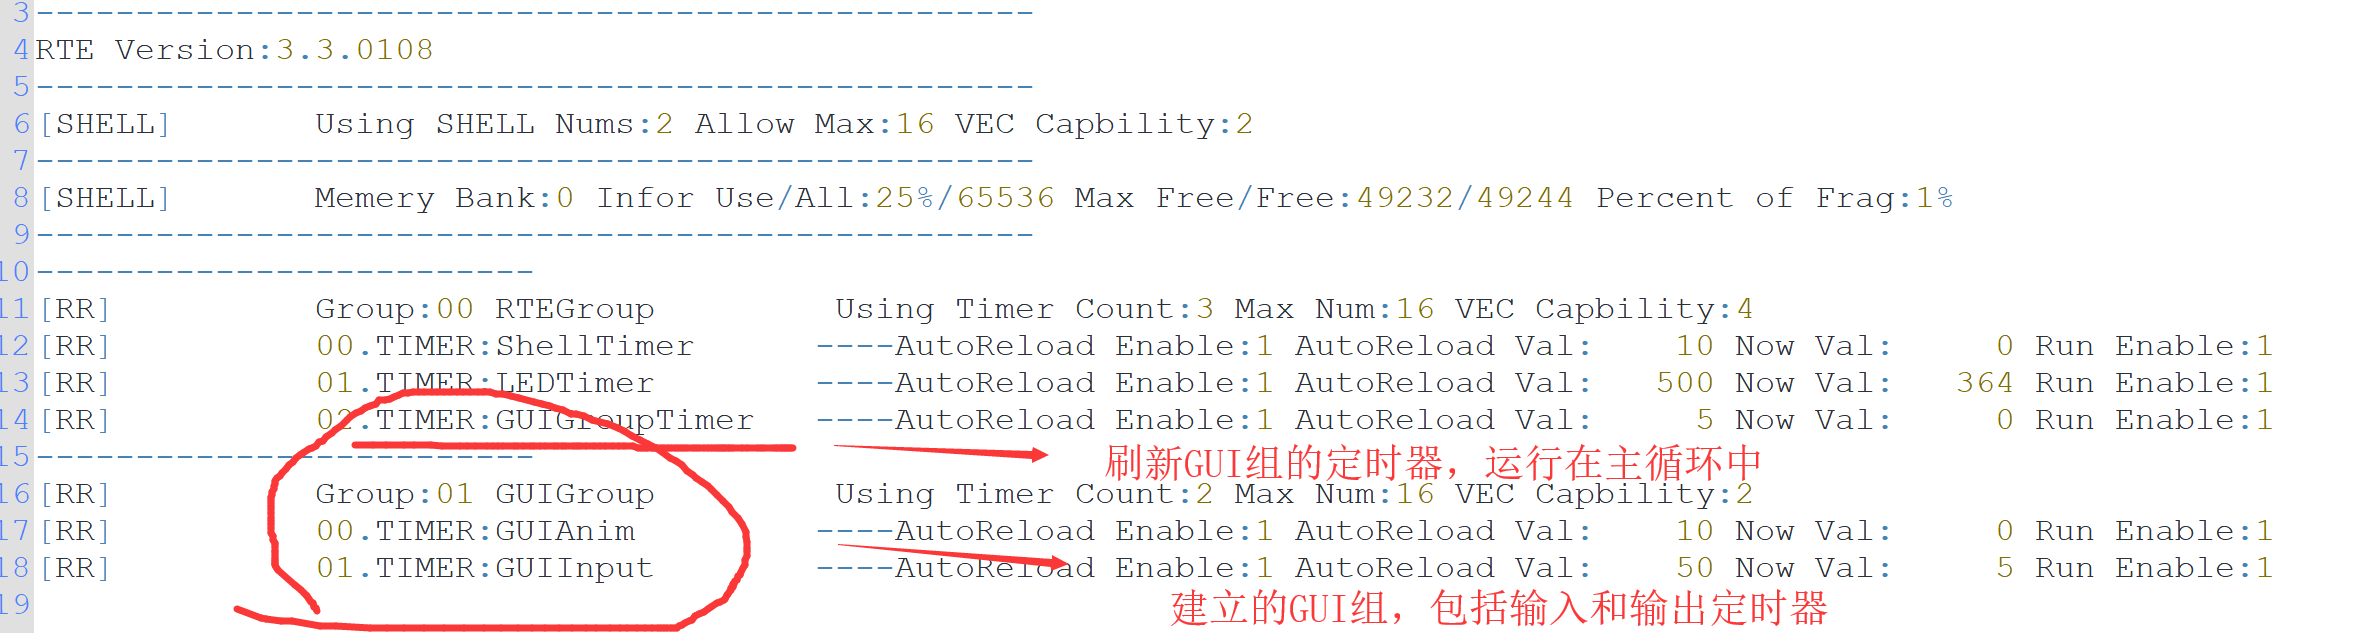 3--------------------------------------------------
4 RTE Version:3.3.0108
5--------------------------------------------------
6 [SHELL] Using SHELL Nums:2 Allow Max:16 VEC Capbility:2
7--------------------------------------------------
8 [SHELL] Memery Bank:0 Infor Use/All:25%/65536 Max Free/Free:49232/49244 Percent of Frag:1%
9--------------------------------------------------
10-------------------------
11 [RR] Group:00 RTEGroup Using Timer Count:3 Max Num:16 VEC Capbility:4
12 [RR] 00.TIMER:ShellTimer ----AutoReload Enable:1 AutoReload Val: 10 Now Val: 0 Run Enable:1
13 [RR] 01.TIMER:LEDTimer ----AutoReload Enable:1 AutoReload Val: 500 Now Val: 364 Run Enable:1
14 [RR] 02.TIMER:GUIGroupTimer ----AutoReload Enable:1 AutoReload Val: 5 Now Val: 0 Run Enable:1
15-------------------------
刷新GUI组的定时器，运行在主循环中
16 [RR] Group:01 GUIGroup Using Timer Count:2 Max Num:16 VEC Capbility:2
17 [RR] 00.TIMER:GUIAnim ----AutoReload Enable:1 AutoReload Val: 10 Now Val: 0 Run Enable:1
18 [RR] 01.TIMER:GUIInput ----AutoReload Enable:1 AutoReload Val: 50 Now Val: 5 Run Enable:1
19
建立的GUI组，包括输入和输出定时器